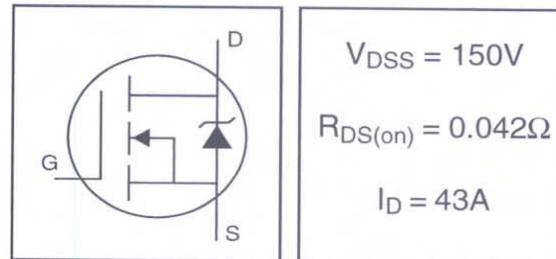 D
G
S
VDSS = 150V
RDS(on) = 0.042Ω
ID = 43A